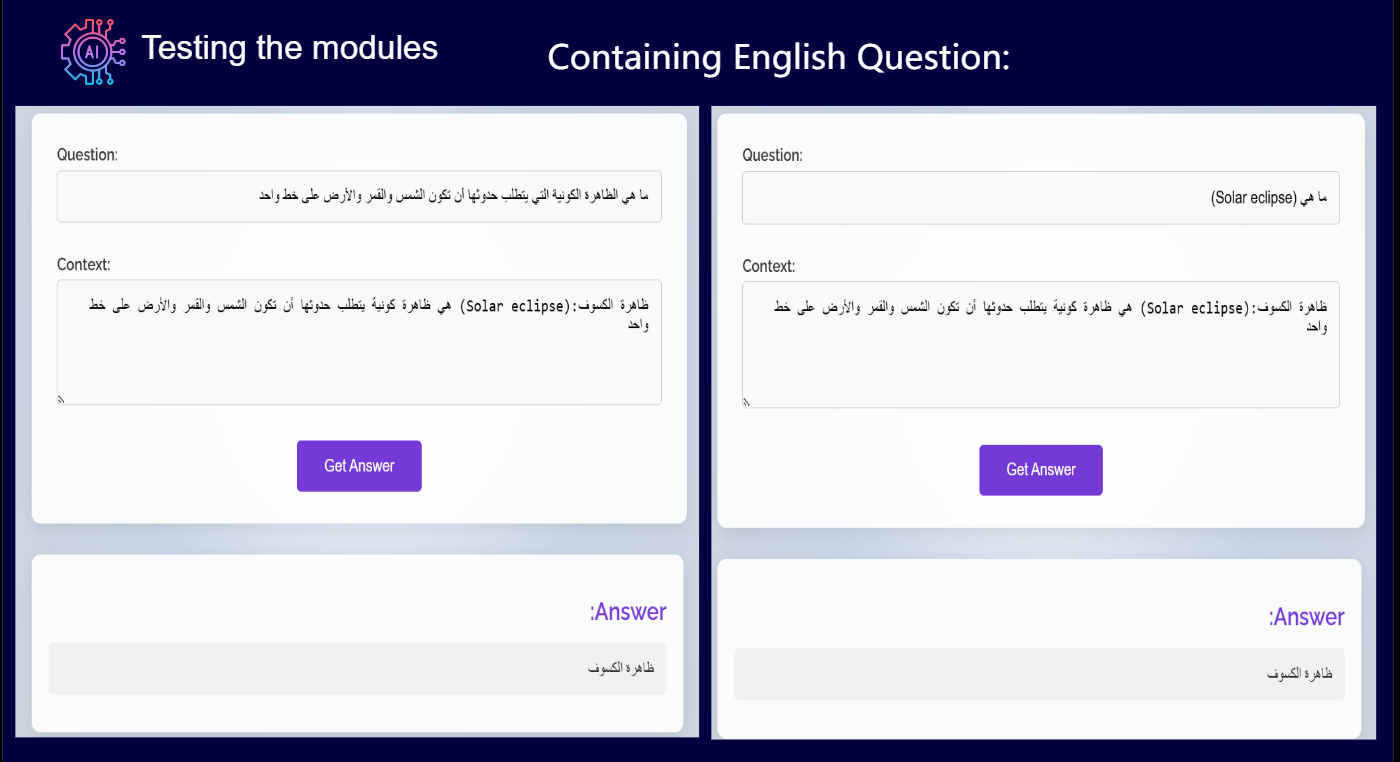 AI
Testing the modules
Containing English Question:
Question:
ما هي الظاهرة الكونية التي يتطلب حدوثها أن تكون الشمس والقمر والأرض على خط واحد
Context:
ظاهرة الكسوف:(Solar eclipse) هي ظاهرة كونية يتطلب حدوثها أن تكون الشمس والقمر والأرض على خط
واحد
Get Answer
:Answer
ظاهرة الكسوف
Question:
ما هي (Solar eclipse)
Context:
ظاهرة الكسوف:(Solar eclipse) هي ظاهرة كونية يتطلب حدوثها أن تكون الشمس والقمر والأرض على خط
واحد
Get Answer
:Answer
ظاهرة الكسوف